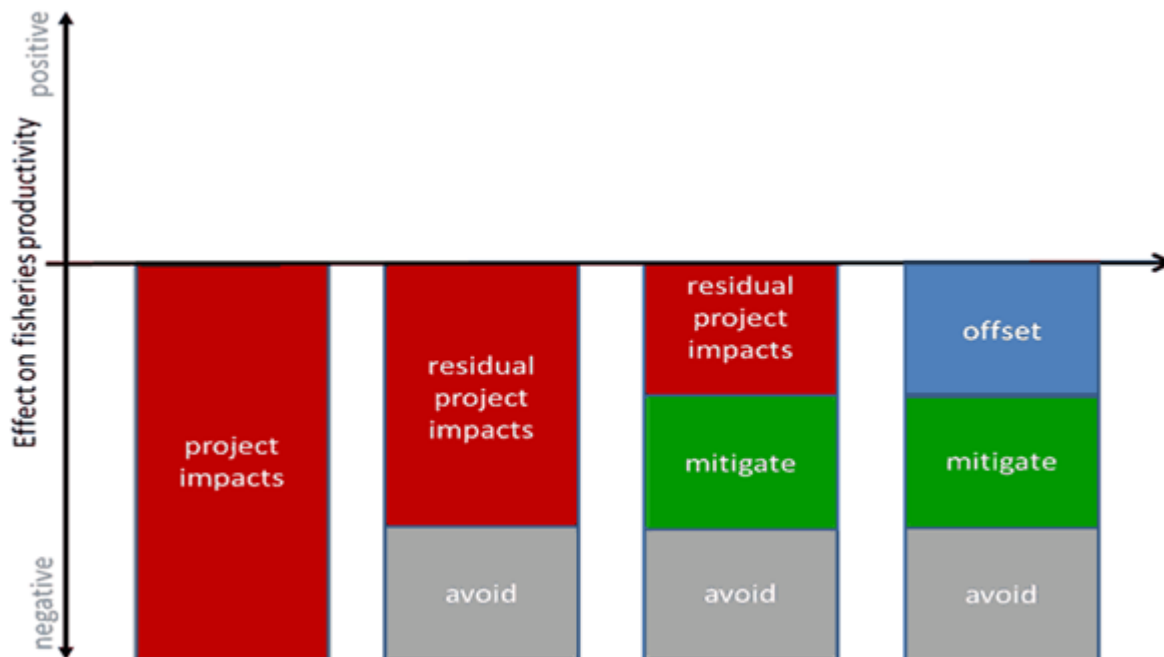 positive
Effect on fisheries productivity
negative
project
impacts
residual
project
impacts
avoid
residual
project
impacts
mitigate
avoid
offset
mitigate
avoid